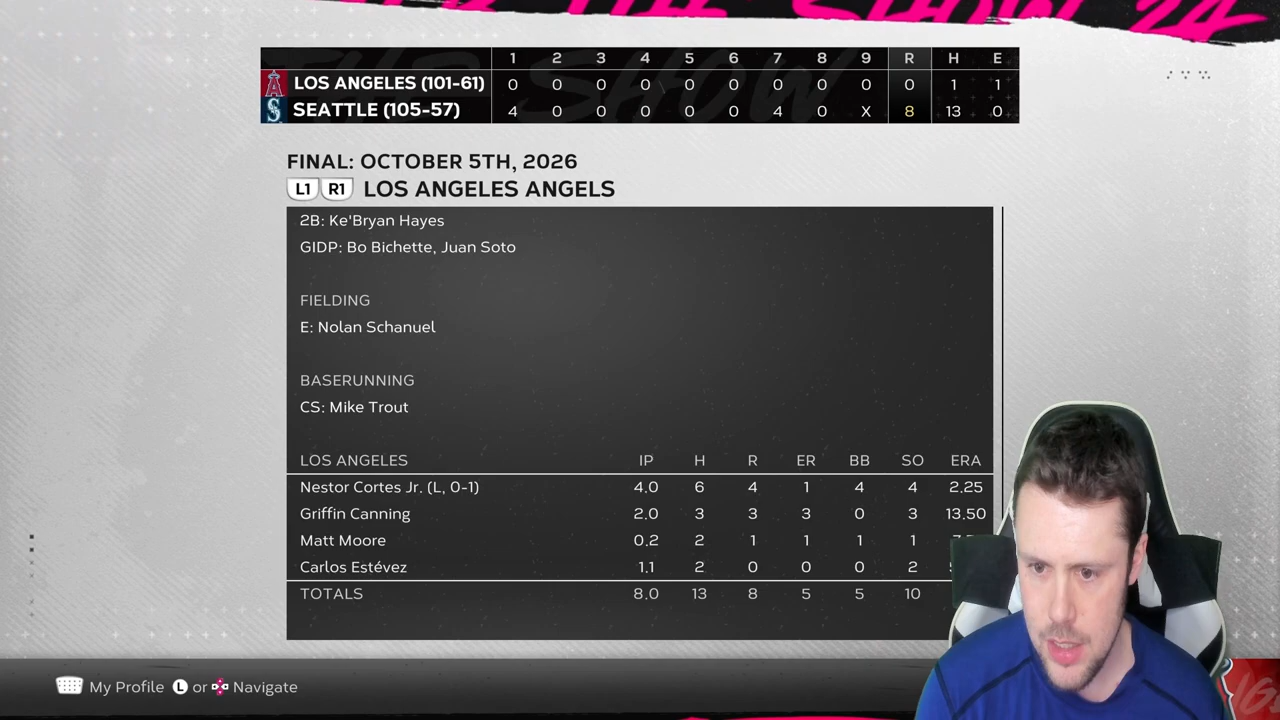 THE SHOW 24
1 2 3 4 5 6 7 8 9 R H E
LOS ANGELES (101-61) 0 0 0 0 0 0 0 0 0 0 1 1
SEATTLE (105-57) 4 0 0 0 0 0 4 0 X 8 13 0
FINAL: OCTOBER 5TH, 2026
L1 R1 LOS ANGELES ANGELS
2B: Ke'Bryan Hayes
GIDP: Bo Bichette, Juan Soto
FIELDING
E: Nolan Schanuel
BASERUNNING
CS: Mike Trout
LOS ANGELES IP H R ER BB SO ERA
Nestor Cortes Jr. (L, 0-1) 4.0 6 4 1 4 4 2.25
Griffin Canning 2.0 3 3 3 0 3 13.50
Matt Moore 0.2 2 1 1 1 1
Carlos Estévez 1.1 2 0 0 0 2
TOTALS 8.0 13 8 5 5 10
My Profile L or Navigate